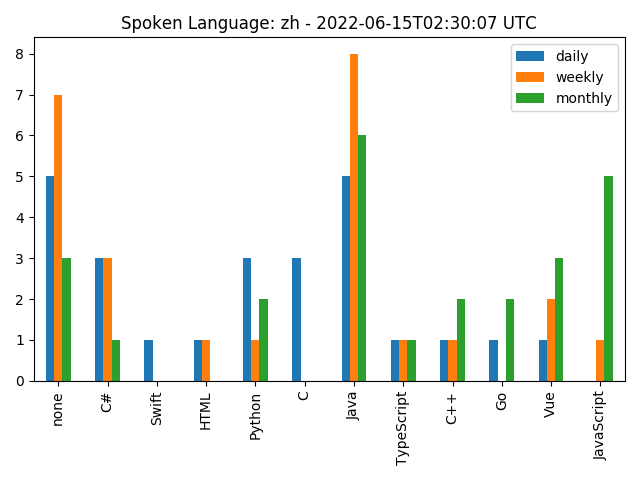 Spoken Language: zh - 2022-06-15T02:30:07 UTC
daily
weekly
monthly
8
7
6
5
4
3
2
1
0
none
C#
Swift
HTML
Python
C
Java
TypeScript
C++
Go
Vue
JavaScript